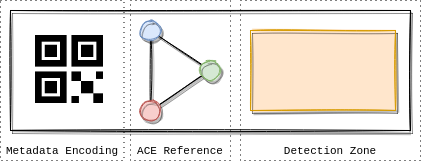 Metadata Encoding
ACE Reference
Detection Zone